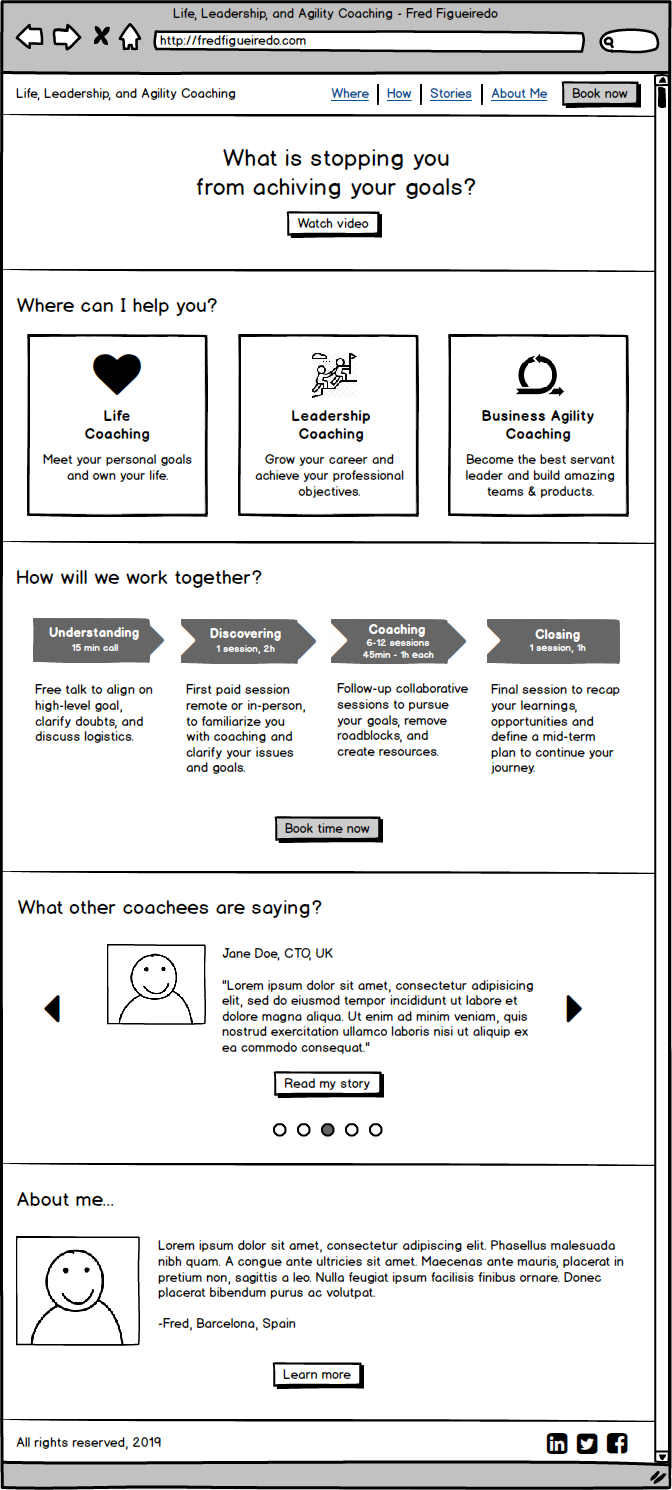 Life, Leadership, and Agility Coaching - Fred Figueiredo
http://fredfigueiredo.com
Life, Leadership, and Agility Coaching
Where
How
Stories
About Me
Book now
What is stopping you
from achiving your goals?
Watch video
Where can I help you?
Life
Coaching
Meet your personal goals
and own your life.
Leadership
Coaching
Grow your career and
achieve your professional
objectives.
Business Agility
Coaching
Become the best servant
leader and build amazing
teams & products.
How will we work together?
Understanding
15 min call
Free talk to align on
high-level goal,
clarify doubts, and
discuss logistics.
Discovering
1 session, 2h
First paid session
remote or in-person,
to familiarize you
with coaching and
clarify your issues
and goals.
Coaching
6-12 sessions
45min - 1h each
Follow-up collaborative
sessions to pursue
your goals, remove
roadblocks, and
create resources.
Closing
1 session, 1h
Final session to recap
your learnings,
opportunities and
define a mid-term
plan to continue your
journey.
Book time now
What other coachees are saying?
Jane Doe, CTO, UK
"Lorem ipsum dolor sit amet, consectetur adipisicing
elit, sed do eiusmod tempor incididunt ut labore et
dolore magna aliqua. Ut enim ad minim veniam, quis
nostrud exercitation ullamco laboris nisi ut aliquip ex
ea commodo consequat."
Read my story
About me...
Lorem ipsum dolor sit amet, consectetur adipiscing elit. Phasellus malesuada
nibh quam. A congue ante ultricies sit amet. Maecenas ante mauris, placerat in
pretium non, sagittis a leo. Nulla feugiat ipsum facilisis finibus ornare. Donec
placerat bibendum purus ac volutpat.
-Fred, Barcelona, Spain
Learn more
All rights reserved, 2019